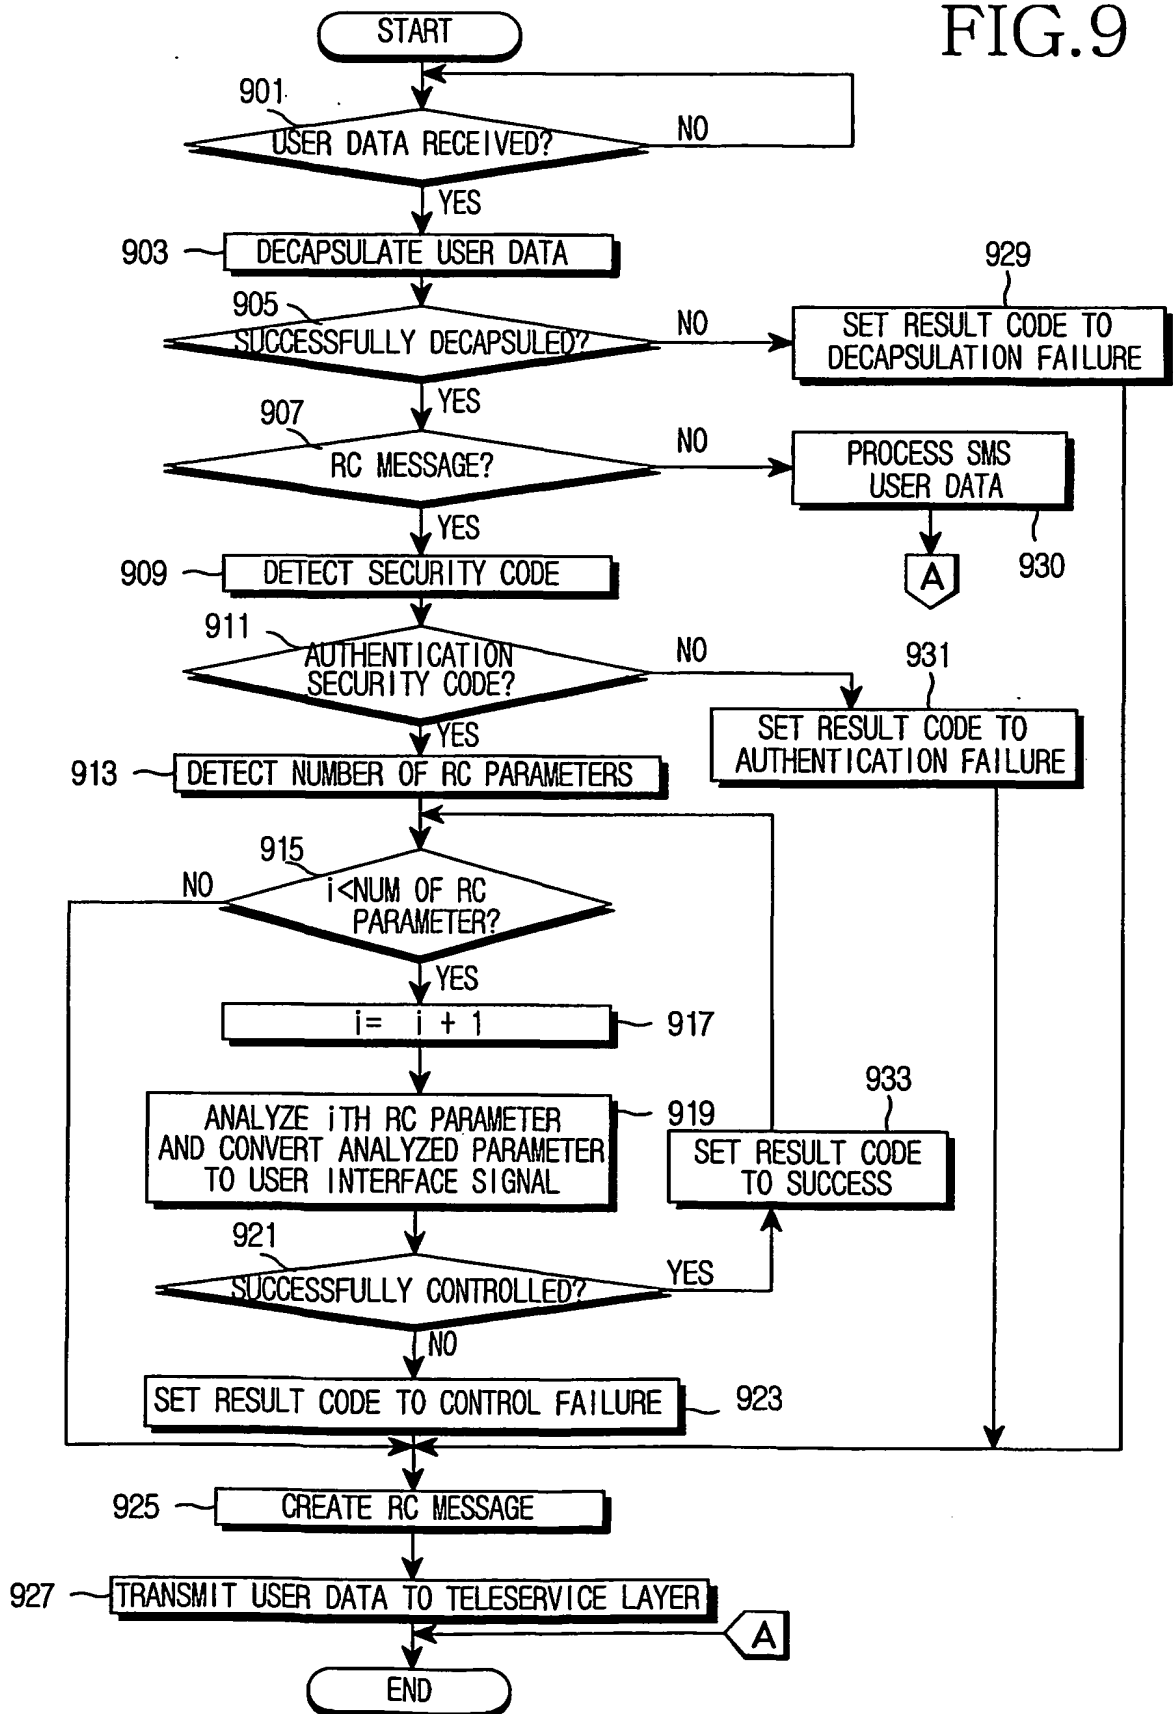 FIG.9
START
901
USER DATA RECEIVED?
NO
YES
903
DECAPSULATE USER DATA
905
SUCCESSFULLY DECAPSULED?
NO
929
SET RESULT CODE TO
DECAPSULATION FAILURE
YES
907
RC MESSAGE?
NO
PROCESS SMS
USER DATA
930
A
YES
909
DETECT SECURITY CODE
911
AUTHENTICATION
SECURITY CODE?
NO
931
SET RESULT CODE TO
AUTHENTICATION FAILURE
YES
913
DETECT NUMBER OF RC PARAMETERS
915
i<NUM OF RC
PARAMETER?
NO
YES
i= i + 1
917
ANALYZE iTH RC PARAMETER
AND CONVERT ANALYZED PARAMETER
TO USER INTERFACE SIGNAL
919
933
SET RESULT CODE
TO SUCCESS
921
SUCCESSFULLY CONTROLLED?
YES
NO
SET RESULT CODE TO CONTROL FAILURE
923
925
CREATE RC MESSAGE
927
TRANSMIT USER DATA TO TELESERVICE LAYER
A
END